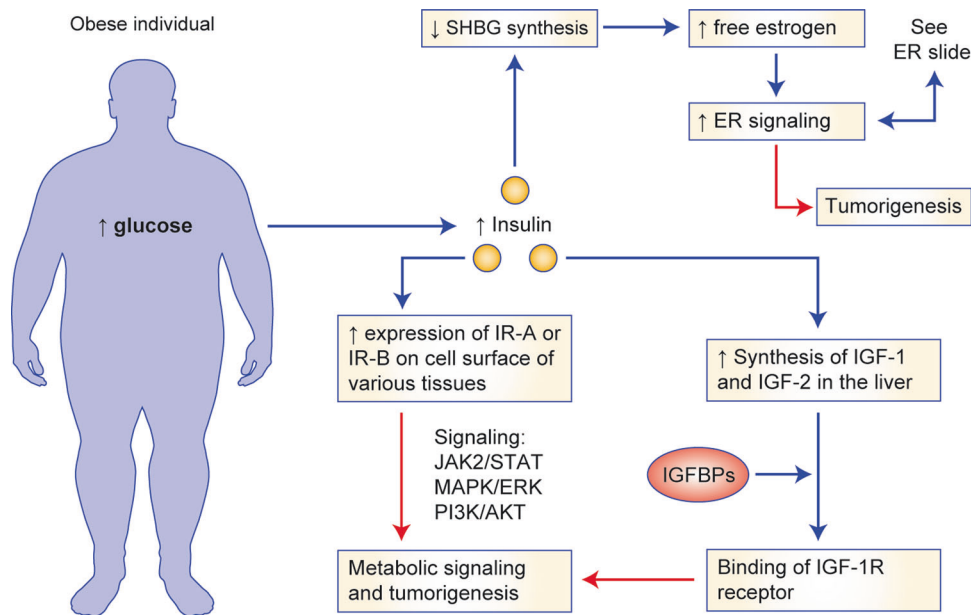 Obese individual
↑ glucose
↓ SHBG synthesis
↑ free estrogen
See
ER slide
↑ ER signaling
Tumorigenesis
↑ Insulin
↑ expression of IR-A or
IR-B on cell surface of
various tissues
↑ Synthesis of IGF-1
and IGF-2 in the liver
Signaling:
JAK2/STAT
MAPK/ERK
PI3K/AKT
IGFBPs
Metabolic signaling
and tumorigenesis
Binding of IGF-1R
receptor